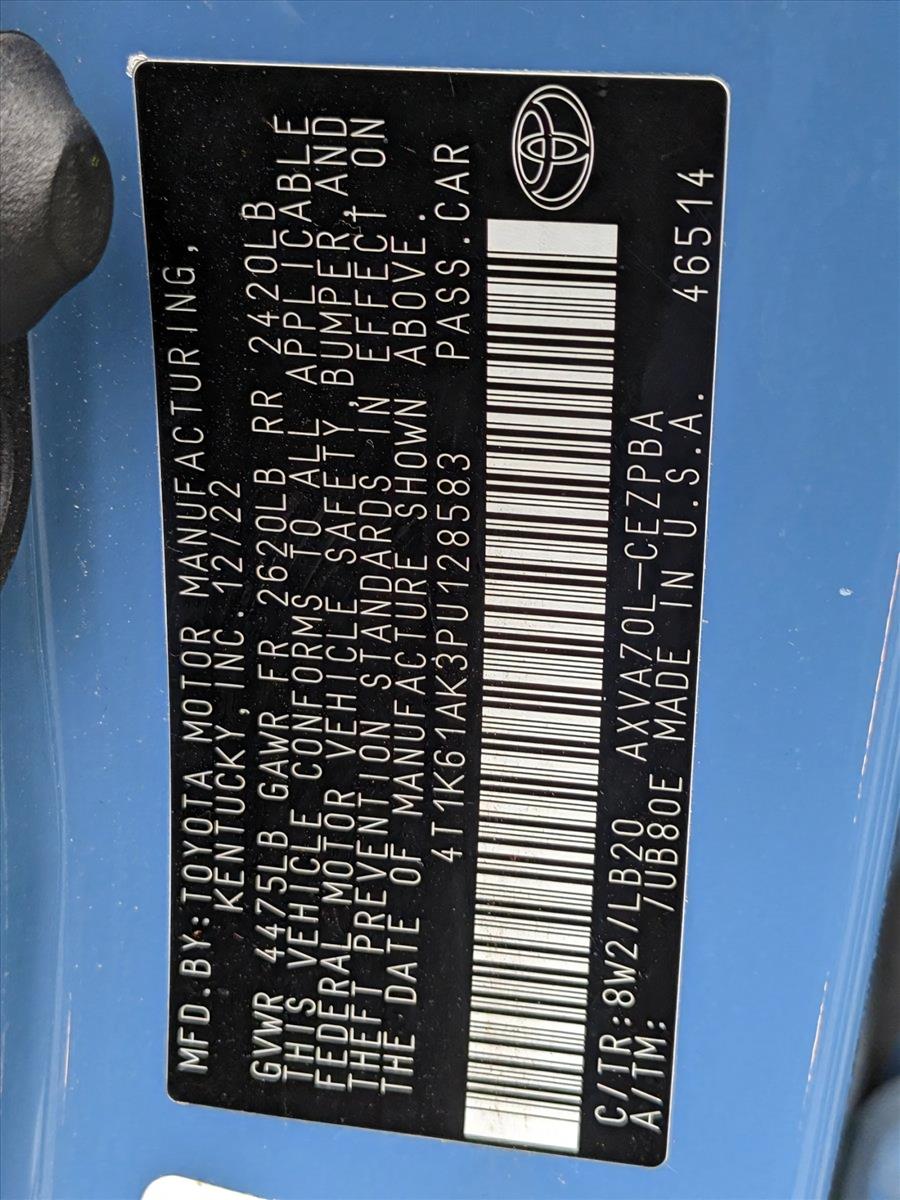 MFD.BY:TOYOTA MOTOR MANUFACTURING,
KENTUCKY, INC. 12/22
GVWR 4475LB GAWR FR 2620LB RR 2420LB
THIS VEHICLE CONFORMS TO ALL APPLICABLE
FEDERAL MOTOR VEHICLE SAFETY,BUMPER,AND
THEFT PREVENTION STANDARDS IN EFFECT ON
THE DATE OF MANUFACTURE SHOWN ABOVE.
4T1K61AK3PU128583 PASS.CAR
C/TR:8W2/LB20 AXVA70L-CEZPBA
A/TM: 7UB80E MADE IN U.S.A. 46514